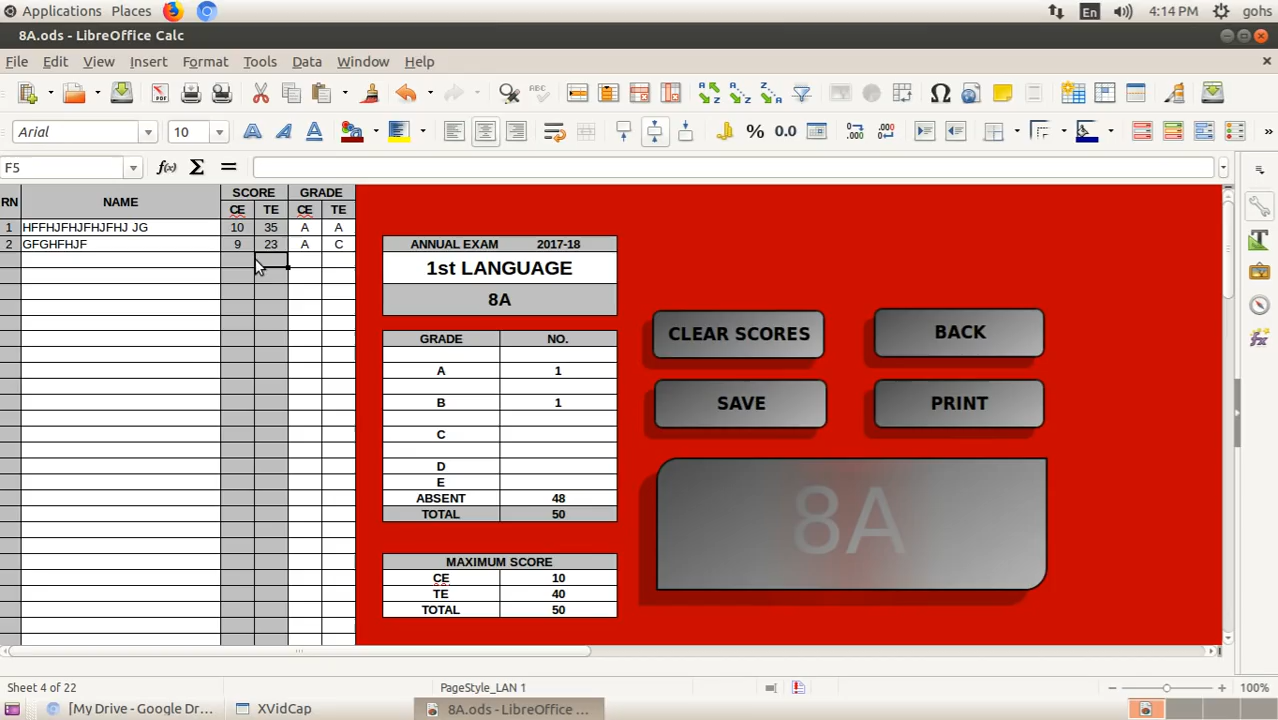 Applications Places En 4:14 PM gohs
8A.ods - LibreOffice Calc
File Edit View Insert Format Tools Data Window Help
Arial 10
F5
RN NAME SCORE GRADE
CE TE CE TE
1 HFFHJFHJFHJFHJ JG 10 35 A A
2 GFGHFHJF 9 23 A C
ANNUAL EXAM 2017-18
1st LANGUAGE
8A
GRADE NO.
A 1
B 1
C
D
E
ABSENT 48
TOTAL 50
MAXIMUM SCORE
CE 10
TE 40
TOTAL 50
CLEAR SCORES BACK
SAVE PRINT
8A
Sheet 4 of 22 PageStyle_LAN 1 100%
[My Drive - Google Dr... XVidCap 8A.ods - LibreOffice ...